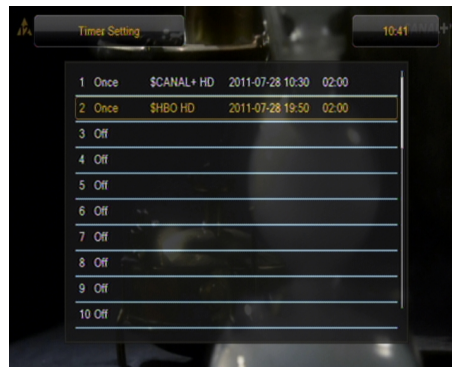 Timer Setting
10:41
1 Once $CANAL+ HD 2011-07-28 10:30 02:00
2 Once $HBO HD 2011-07-28 19:50 02:00
3 Off
4 Off
5 Off
6 Off
7 Off
8 Off
9 Off
10 Off